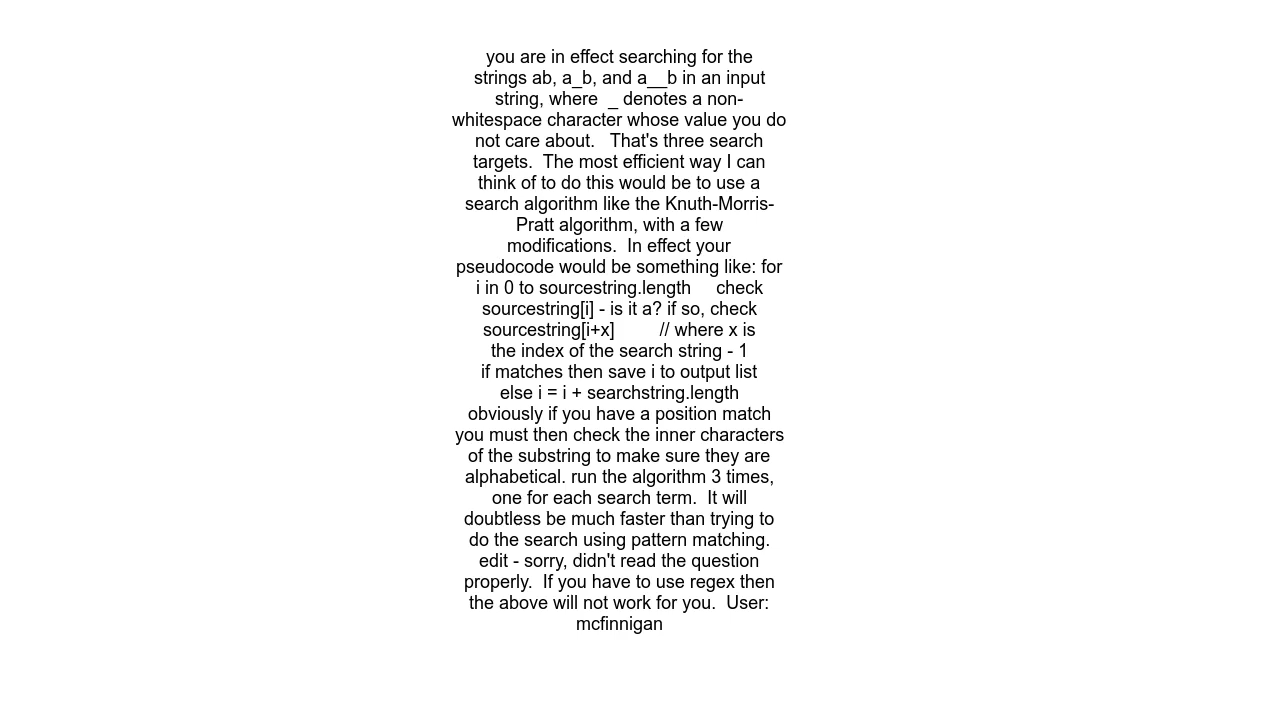 you are in effect searching for the
strings ab, a_b, and a__b in an input
string, where  _ denotes a non-
whitespace character whose value you do
not care about.   That's three search
targets.  The most efficient way I can
think of to do this would be to use a
search algorithm like the Knuth-Morris-
Pratt algorithm, with a few
modifications.  In effect your
pseudocode would be something like: for
i in 0 to sourcestring.length     check
sourcestring[i] - is it a? if so, check
sourcestring[i+x]         // where x is
the index of the search string - 1
if matches then save i to output list
else i = i + searchstring.length
obviously if you have a position match
you must then check the inner characters
of the substring to make sure they are
alphabetical. run the algorithm 3 times,
one for each search term.  It will
doubtless be much faster than trying to
do the search using pattern matching.
edit - sorry, didn't read the question
properly.  If you have to use regex then
the above will not work for you.  User:
mcfinnigan